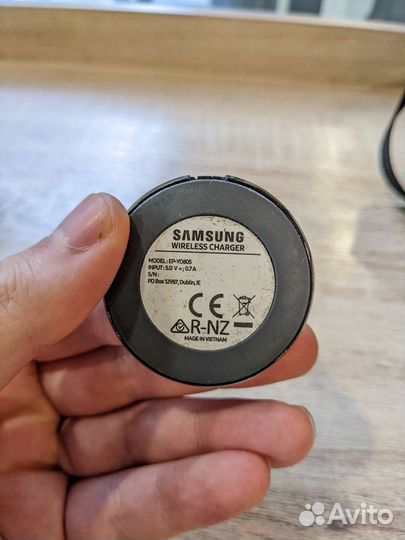 SAMSUNG
WIRELESS CHARGER
MODEL: EP-YO805
INPUT: 5.0 V ⎓; 0.7 A
S/N :
PO Box 12987, Dublin, IE
CE
R-NZ
MADE IN VIETNAM
Avito